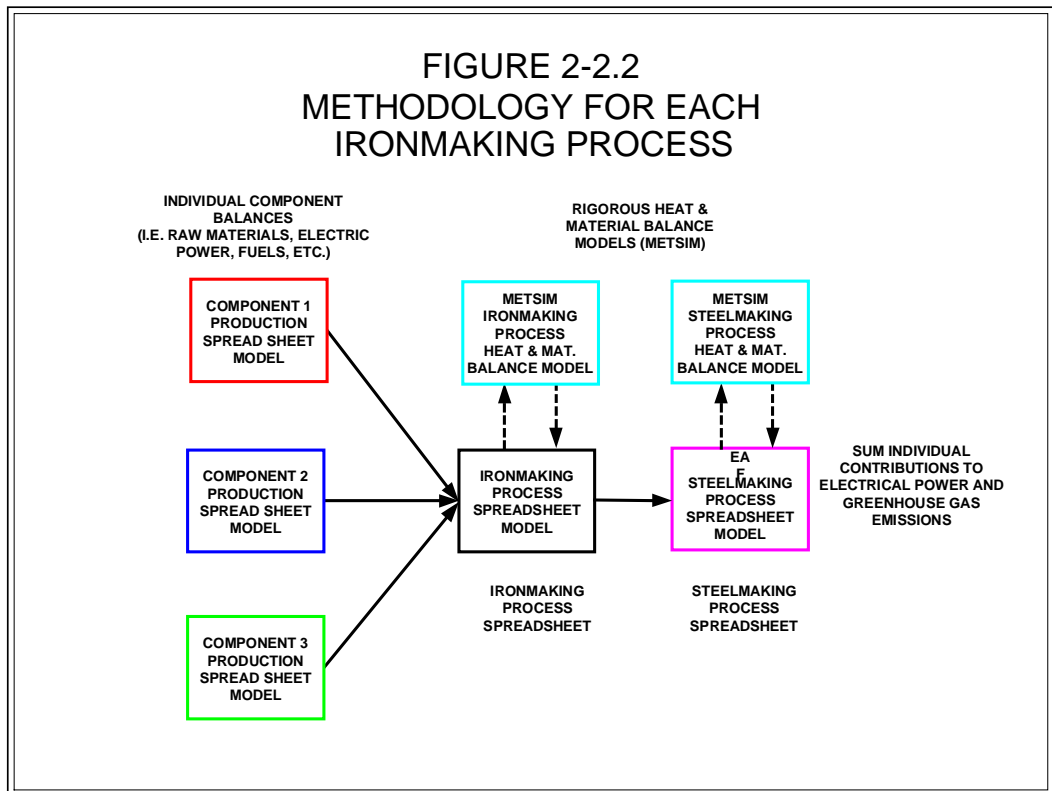 FIGURE 2-2.2
METHODOLOGY FOR EACH
IRONMAKING PROCESS
INDIVIDUAL COMPONENT
BALANCES
(I.E. RAW MATERIALS, ELECTRIC
POWER, FUELS, ETC.)
RIGOROUS HEAT &
MATERIAL BALANCE
MODELS (METSIM)
COMPONENT 1
PRODUCTION
SPREAD SHEET
MODEL
METSIM
IRONMAKING
PROCESS
HEAT & MAT.
BALANCE MODEL
METSIM
STEELMAKING
PROCESS
HEAT & MAT.
BALANCE MODEL
COMPONENT 2
PRODUCTION
SPREAD SHEET
MODEL
IRONMAKING
PROCESS
SPREADSHEET
MODEL
EA
F
STEELMAKING
PROCESS
SPREADSHEET
MODEL
SUM INDIVIDUAL
CONTRIBUTIONS TO
ELECTRICAL POWER AND
GREENHOUSE GAS
EMISSIONS
IRONMAKING
PROCESS
SPREADSHEET
STEELMAKING
PROCESS
SPREADSHEET
COMPONENT 3
PRODUCTION
SPREAD SHEET
MODEL